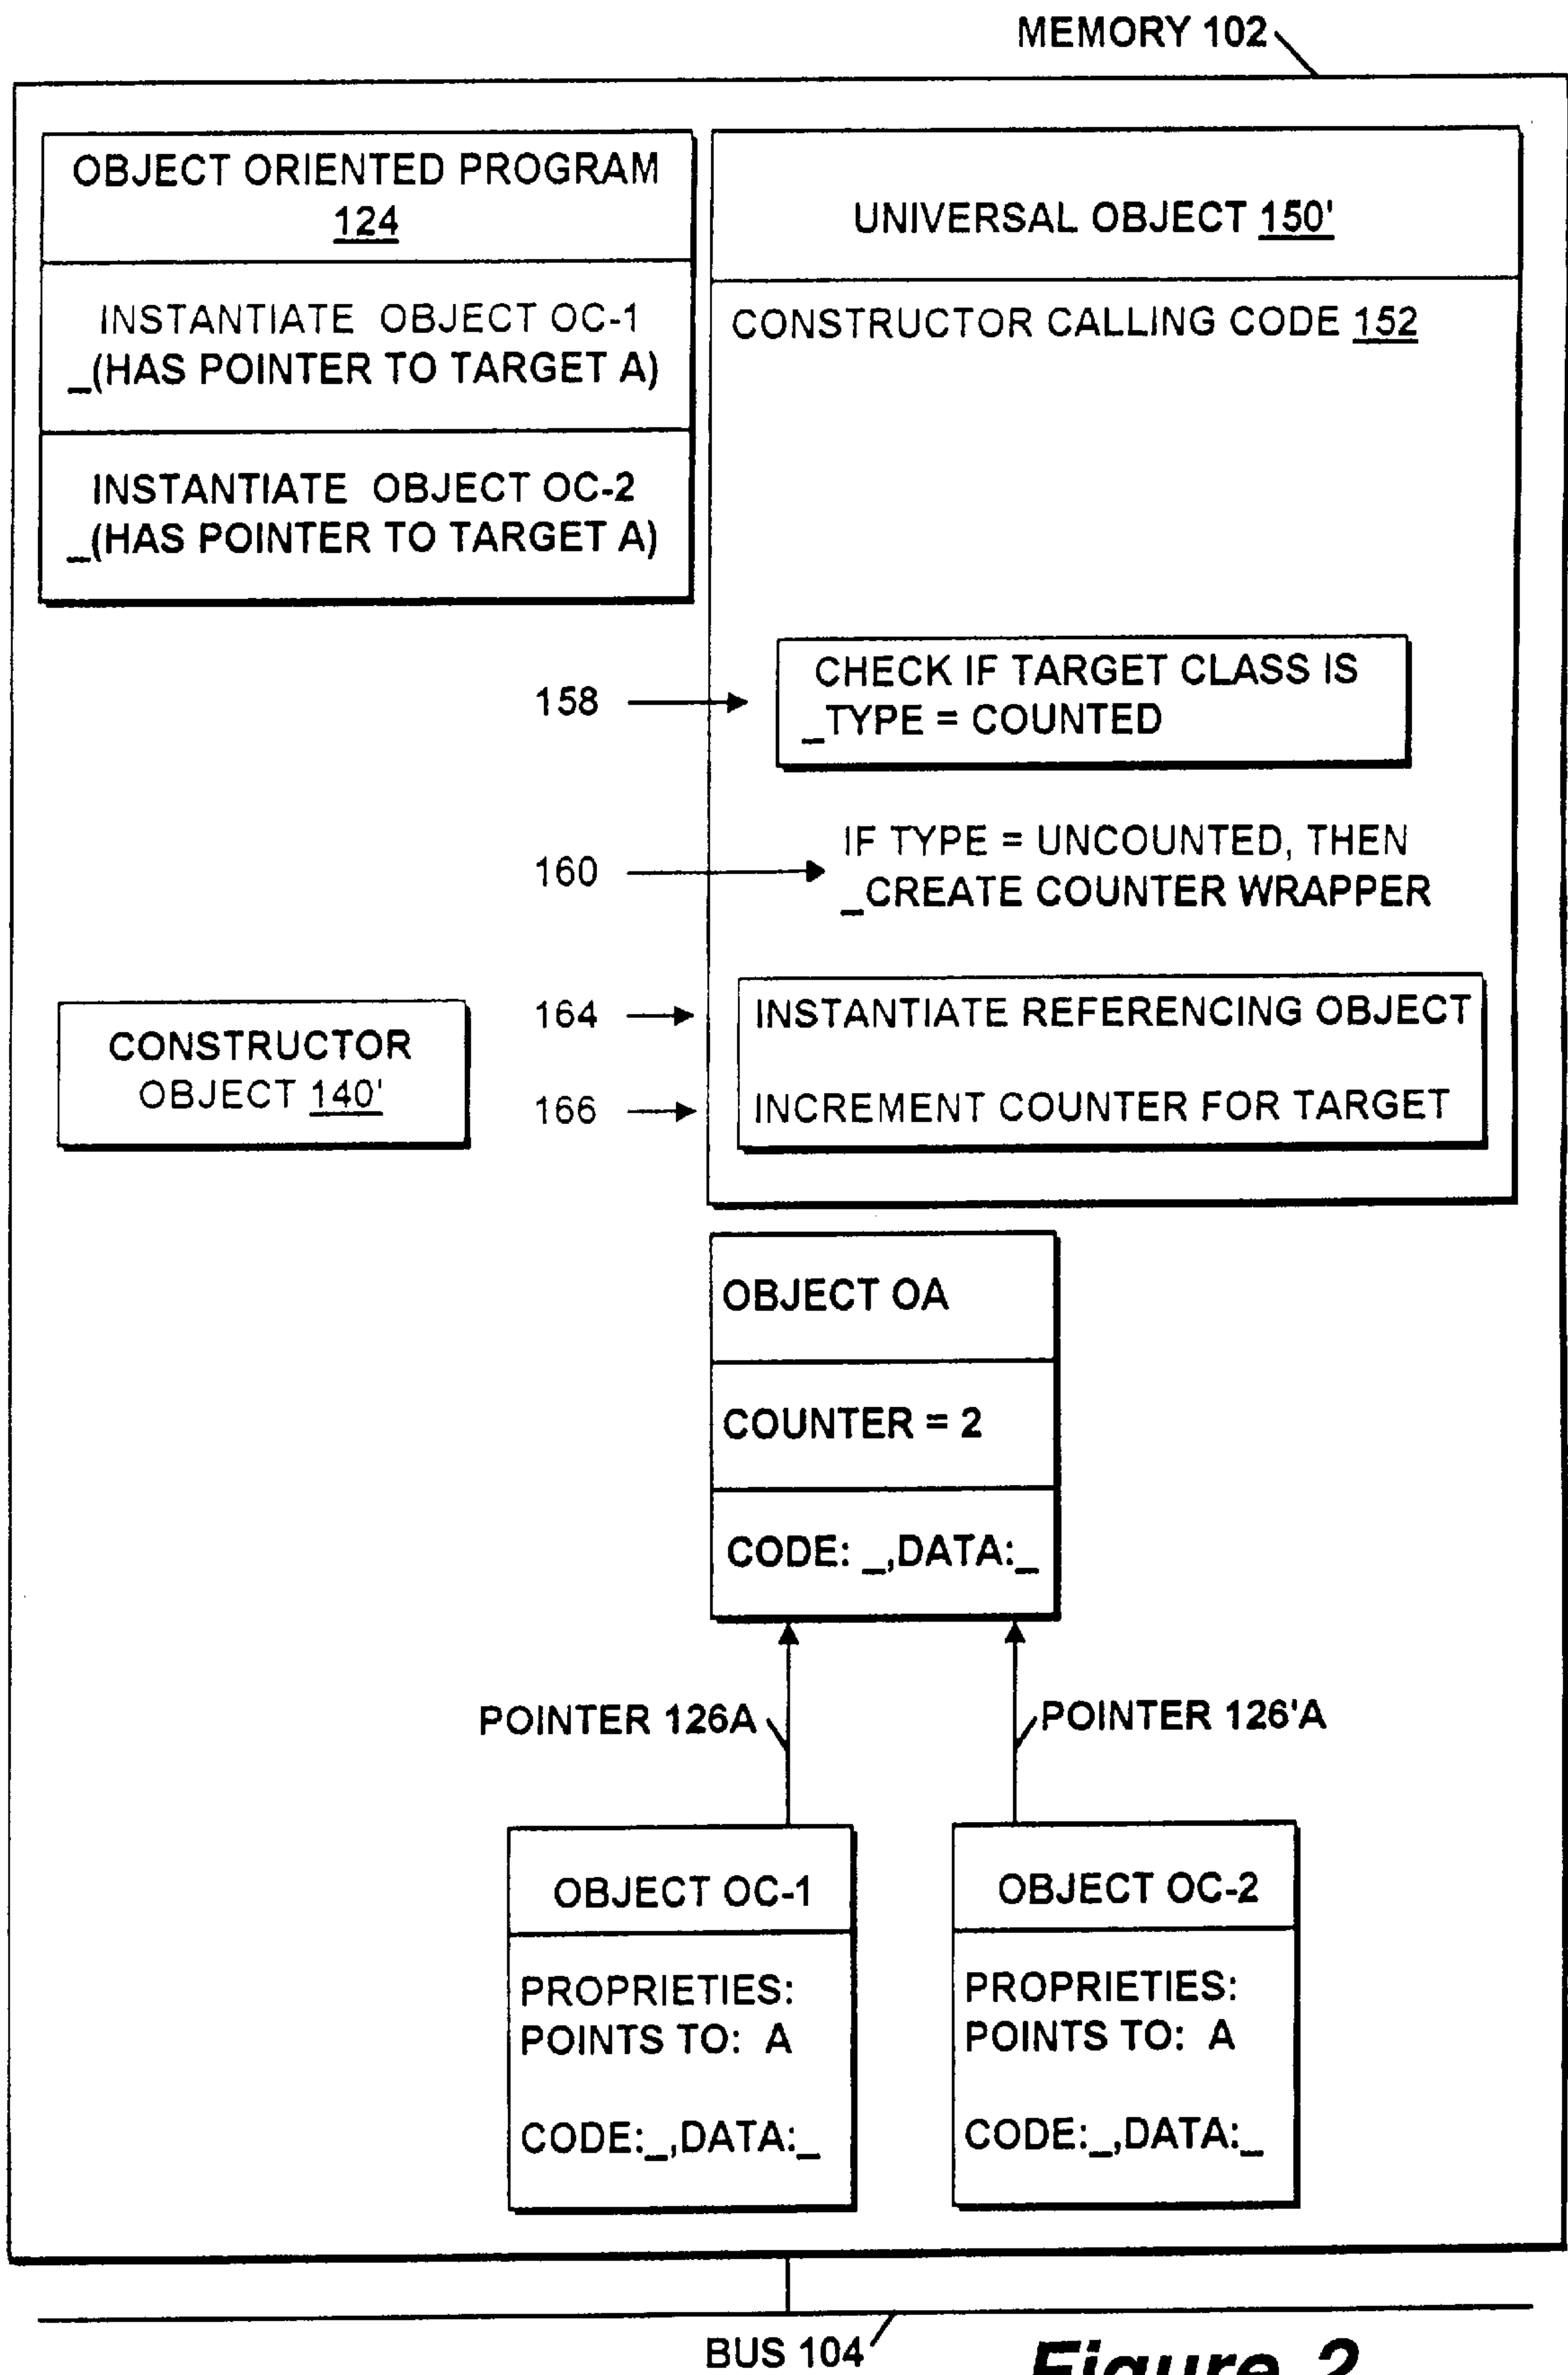 MEMORY 102
OBJECT ORIENTED PROGRAM
124
INSTANTIATE OBJECT OC-1
_(HAS POINTER TO TARGET A)
INSTANTIATE OBJECT OC-2
_(HAS POINTER TO TARGET A)
UNIVERSAL OBJECT 150'
CONSTRUCTOR CALLING CODE 152
158
CHECK IF TARGET CLASS IS
_TYPE = COUNTED
160
IF TYPE = UNCOUNTED, THEN
_CREATE COUNTER WRAPPER
CONSTRUCTOR
OBJECT 140'
164
INSTANTIATE REFERENCING OBJECT
166
INCREMENT COUNTER FOR TARGET
OBJECT OA
COUNTER = 2
CODE: _,DATA:_
POINTER 126A
POINTER 126'A
OBJECT OC-1
PROPRIETIES:
POINTS TO: A
CODE:_,DATA:_
OBJECT OC-2
PROPRIETIES:
POINTS TO: A
CODE:_,DATA:_
BUS 104
Figure 2